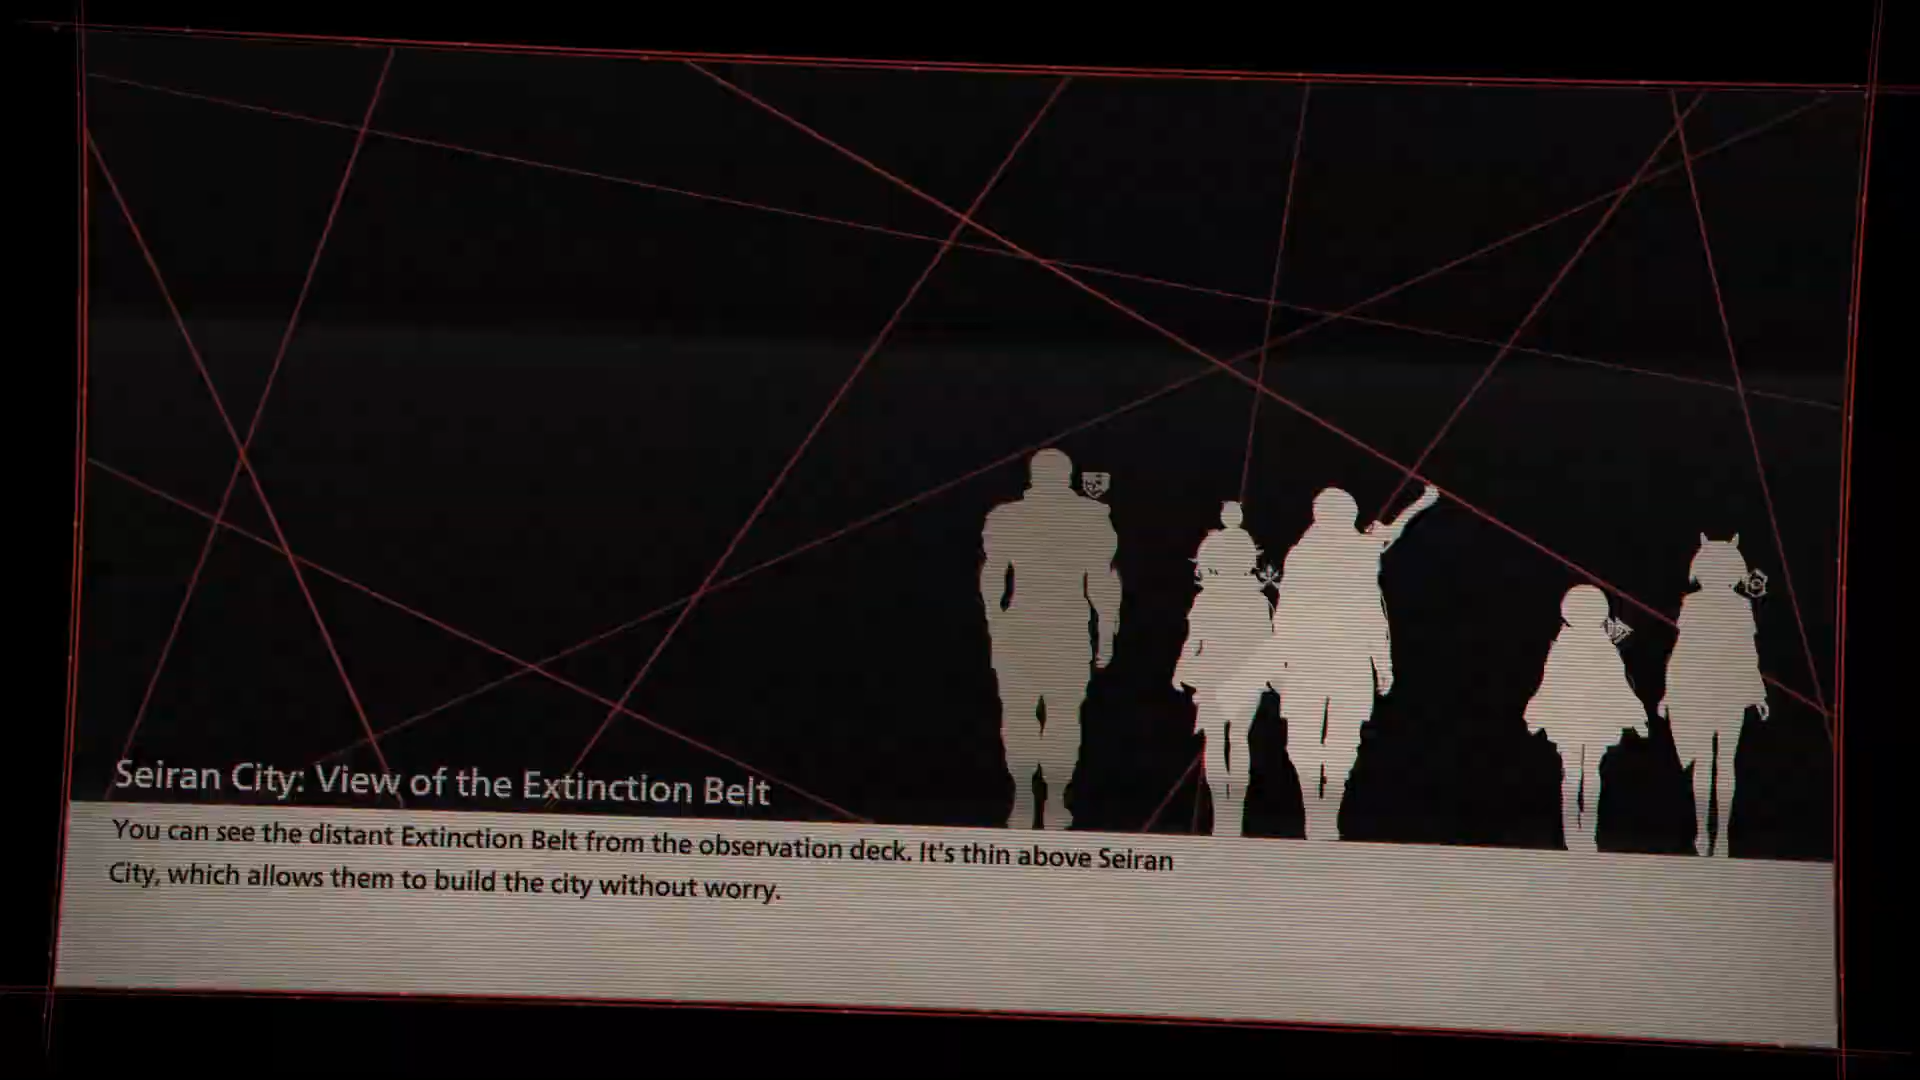 Seiran City: View of the Extinction Belt
You can see the distant Extinction Belt from the observation deck. It's thin above Seiran
City, which allows them to build the city without worry.